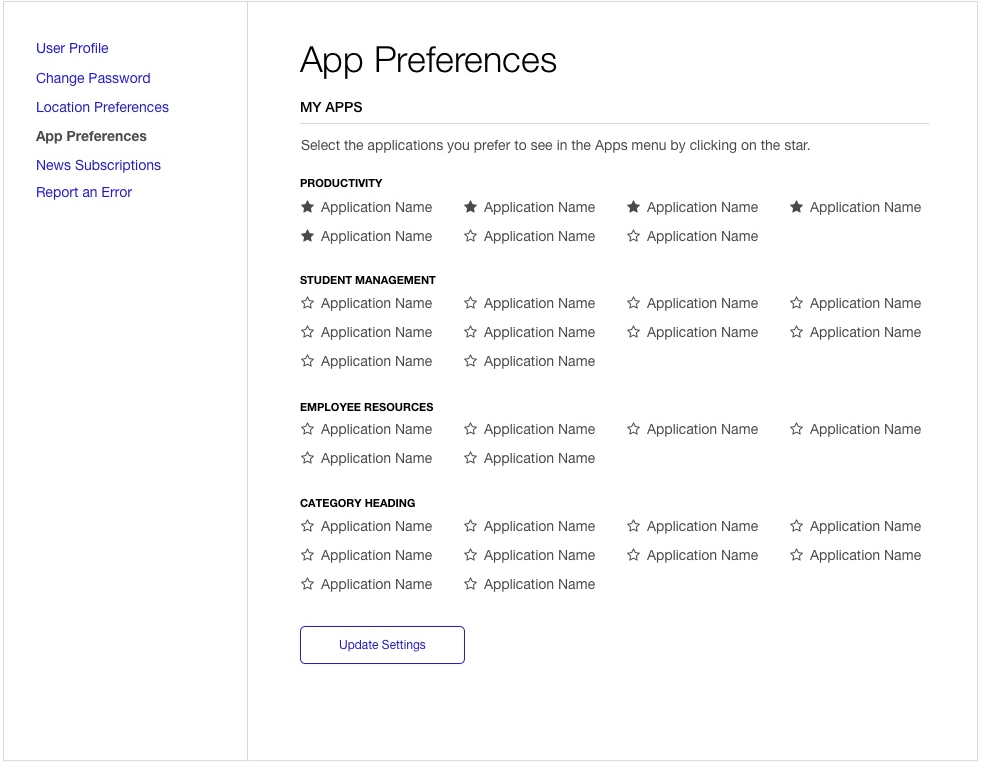 User Profile
Change Password
Location Preferences
App Preferences
News Subscriptions
Report an Error
App Preferences
MY APPS
Select the applications you prefer to see in the Apps menu by clicking on the star.
PRODUCTIVITY
Application Name Application Name Application Name Application Name
Application Name Application Name Application Name
STUDENT MANAGEMENT
Application Name Application Name Application Name Application Name
Application Name Application Name Application Name Application Name
Application Name Application Name
EMPLOYEE RESOURCES
Application Name Application Name Application Name Application Name
Application Name Application Name
CATEGORY HEADING
Application Name Application Name Application Name Application Name
Application Name Application Name Application Name Application Name
Application Name Application Name
Update Settings